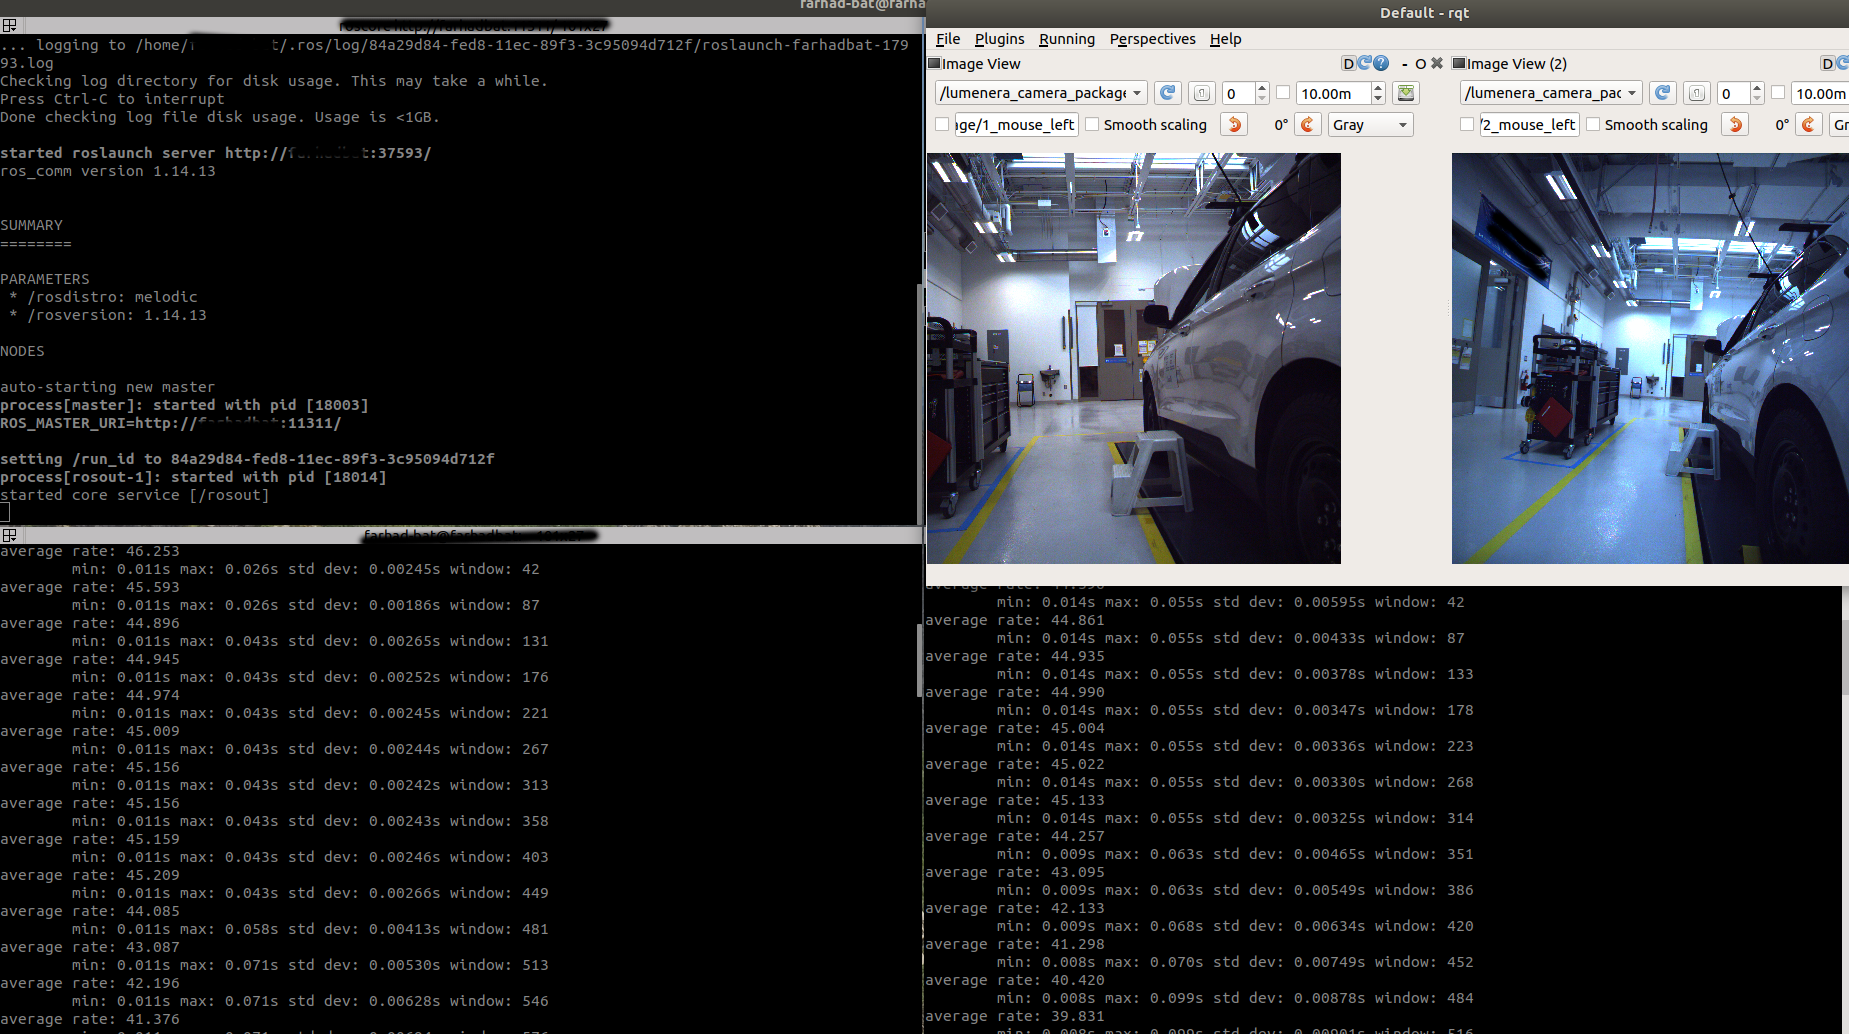 ... logging to /home/
t/.ros/log/84a29d84-fed8-11ec-89f3-3c95094d712f/roslaunch-farhadbat-179
93.log
Checking log directory for disk usage. This may take a while.
Press Ctrl-C to interrupt
Done checking log file disk usage. Usage is <1GB.
started roslaunch server http://
:37593/
ros_comm version 1.14.13
SUMMARY
========
PARAMETERS
* /rosdistro: melodic
* /rosversion: 1.14.13
NODES
auto-starting new master
process[master]: started with pid [18003]
ROS_MASTER_URI=http://
:11311/
setting /run_id to 84a29d84-fed8-11ec-89f3-3c95094d712f
process[rosout-1]: started with pid [18014]
started core service [/rosout]
average rate: 46.253
min: 0.011s max: 0.026s std dev: 0.00245s window: 42
average rate: 45.593
min: 0.011s max: 0.026s std dev: 0.00186s window: 87
average rate: 44.896
min: 0.011s max: 0.043s std dev: 0.00265s window: 131
average rate: 44.945
min: 0.011s max: 0.043s std dev: 0.00252s window: 176
average rate: 44.974
min: 0.011s max: 0.043s std dev: 0.00245s window: 221
average rate: 45.009
min: 0.011s max: 0.043s std dev: 0.00244s window: 267
average rate: 45.156
min: 0.011s max: 0.043s std dev: 0.00242s window: 313
average rate: 45.156
min: 0.011s max: 0.043s std dev: 0.00243s window: 358
average rate: 45.159
min: 0.011s max: 0.043s std dev: 0.00246s window: 403
average rate: 45.209
min: 0.011s max: 0.043s std dev: 0.00266s window: 449
average rate: 44.085
min: 0.011s max: 0.058s std dev: 0.00413s window: 481
average rate: 43.087
min: 0.011s max: 0.071s std dev: 0.00530s window: 513
average rate: 42.196
min: 0.011s max: 0.071s std dev: 0.00628s window: 546
average rate: 41.376
Default - rqt
File Plugins Running Perspectives Help
Image View D - O
Image View (2) D
/lumenera_camera_package 0 10.00m
/lumenera_camera_pac 0 10.00m
age/1_mouse_left Smooth scaling 0° Gray
/2_mouse_left Smooth scaling 0° Gr
min: 0.014s max: 0.055s std dev: 0.00595s window: 42
average rate: 44.861
min: 0.014s max: 0.055s std dev: 0.00433s window: 87
average rate: 44.935
min: 0.014s max: 0.055s std dev: 0.00378s window: 133
average rate: 44.990
min: 0.014s max: 0.055s std dev: 0.00347s window: 178
average rate: 45.004
min: 0.014s max: 0.055s std dev: 0.00336s window: 223
average rate: 45.022
min: 0.014s max: 0.055s std dev: 0.00330s window: 268
average rate: 45.133
min: 0.014s max: 0.055s std dev: 0.00325s window: 314
average rate: 44.257
min: 0.009s max: 0.063s std dev: 0.00465s window: 351
average rate: 43.095
min: 0.009s max: 0.063s std dev: 0.00549s window: 386
average rate: 42.133
min: 0.009s max: 0.068s std dev: 0.00634s window: 420
average rate: 41.298
min: 0.008s max: 0.070s std dev: 0.00749s window: 452
average rate: 40.420
min: 0.008s max: 0.099s std dev: 0.00878s window: 484
average rate: 39.831